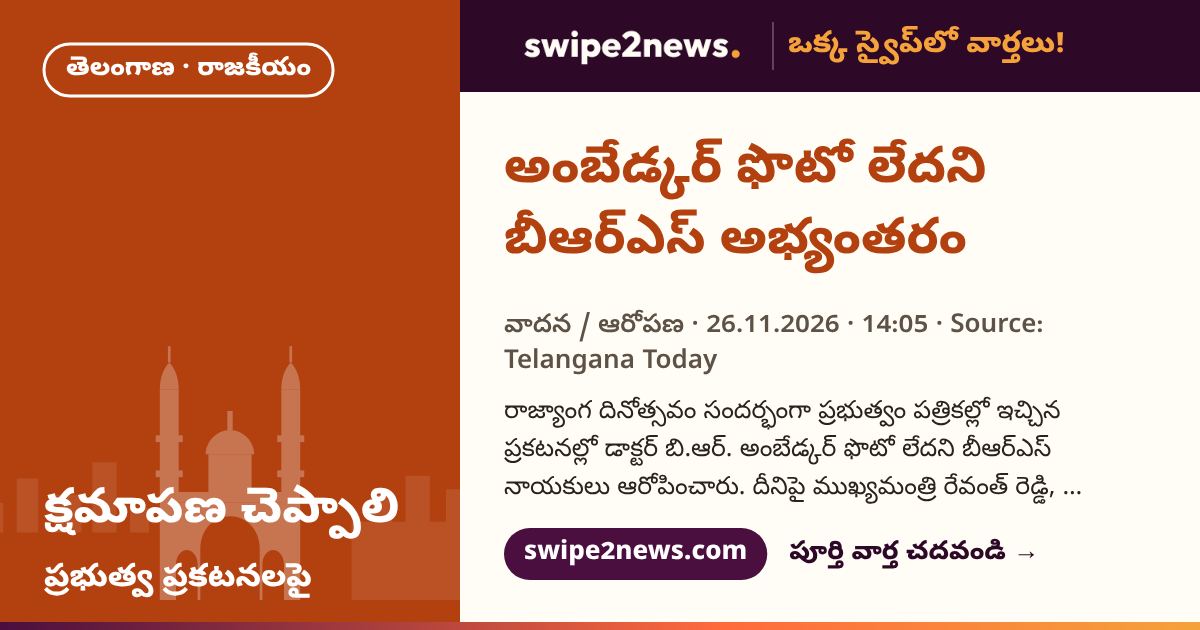 తెలంగాణ · రాజకీయం
క్షమాపణ చెప్పాలి
ప్రభుత్వ ప్రకటనలపై
swipe2news.
ఒక్క స్వైప్‌లో వార్తలు!
అంబేడ్కర్ ఫొటో లేదని
బీఆర్ఎస్ అభ్యంతరం
వాదన / ఆరోపణ · 26.11.2026 · 14:05 · Source:
Telangana Today
రాజ్యాంగ దినోత్సవం సందర్భంగా ప్రభుత్వం పత్రికల్లో ఇచ్చిన
ప్రకటనల్లో డాక్టర్ బి.ఆర్. అంబేడ్కర్ ఫొటో లేదని బీఆర్ఎస్
నాయకులు ఆరోపించారు. దీనిపై ముఖ్యమంత్రి రేవంత్ రెడ్డి, ...
swipe2news.com
పూర్తి వార్త చదవండి →